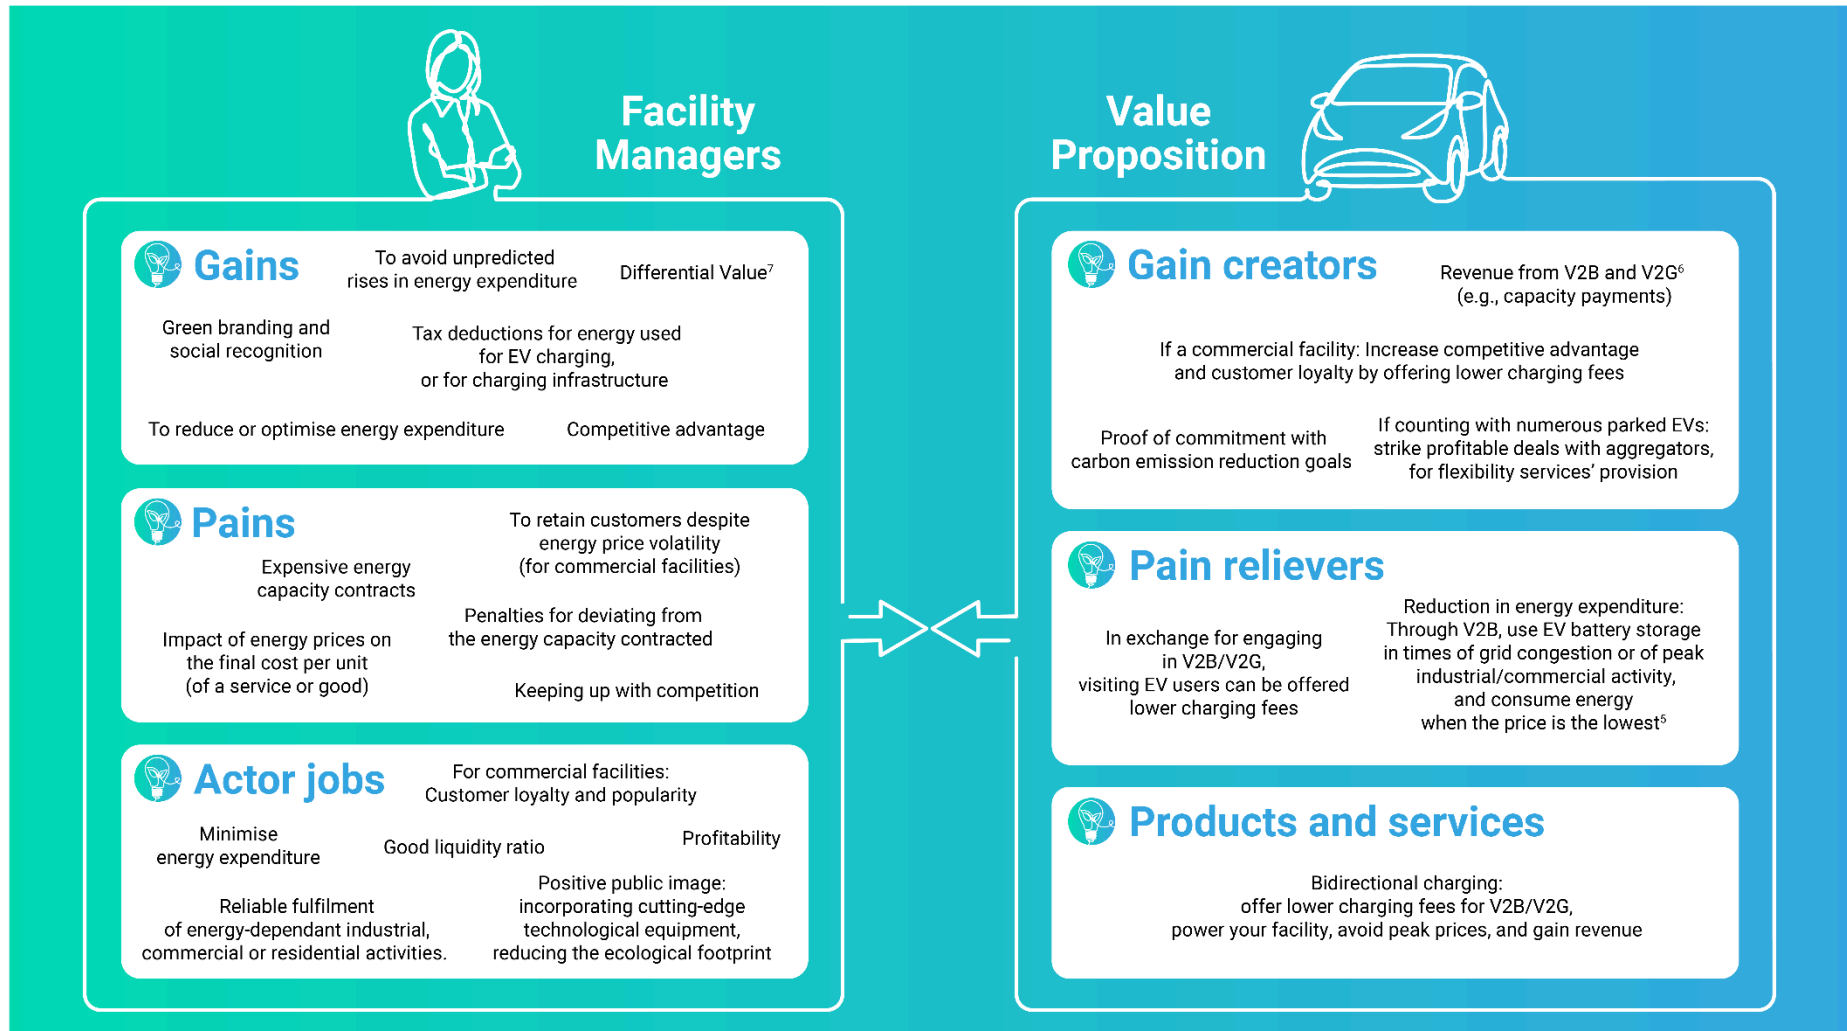 Facility
Managers
Gains
To avoid unpredicted
rises in energy expenditure
Differential Value⁷
Green branding and
social recognition
Tax deductions for energy used
for EV charging,
or for charging infrastructure
To reduce or optimise energy expenditure
Competitive advantage
Pains
To retain customers despite
energy price volatility
(for commercial facilities)
Expensive energy
capacity contracts
Penalties for deviating from
the energy capacity contracted
Impact of energy prices on
the final cost per unit
(of a service or good)
Keeping up with competition
Actor jobs
For commercial facilities:
Customer loyalty and popularity
Minimise
energy expenditure
Good liquidity ratio
Profitability
Reliable fulfilment
of energy-dependant industrial,
commercial or residential activities.
Positive public image:
incorporating cutting-edge
technological equipment,
reducing the ecological footprint
Value
Proposition
Gain creators
Revenue from V2B and V2G⁶
(e.g., capacity payments)
If a commercial facility: Increase competitive advantage
and customer loyalty by offering lower charging fees
Proof of commitment with
carbon emission reduction goals
If counting with numerous parked EVs:
strike profitable deals with aggregators,
for flexibility services’ provision
Pain relievers
In exchange for engaging
in V2B/V2G,
visiting EV users can be offered
lower charging fees
Reduction in energy expenditure:
Through V2B, use EV battery storage
in times of grid congestion or of peak
industrial/commercial activity,
and consume energy
when the price is the lowest⁵
Products and services
Bidirectional charging:
offer lower charging fees for V2B/V2G,
power your facility, avoid peak prices, and gain revenue